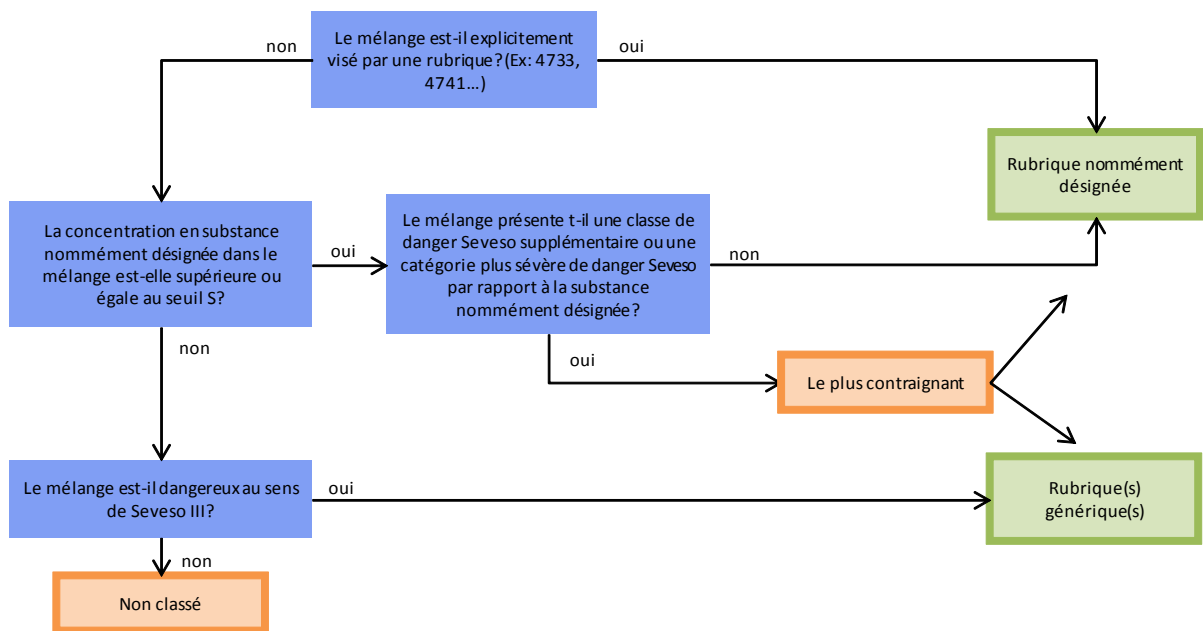 non
Le mélange est-il explicitement
visé par une rubrique? (Ex: 4733,
4741…)
oui
Rubrique nommément
désignée
La concentration en substance
nommément désignée dans le
mélange est-elle supérieure ou
égale au seuil S?
oui
Le mélange présente t-il une classe de
danger Seveso supplémentaire ou une
catégorie plus sévère de danger Seveso
par rapport à la substance
nommément désignée?
non
non
oui
Le plus contraignant
Le mélange est-il dangereux au sens
de Seveso III?
oui
Rubrique(s)
générique(s)
non
Non classé